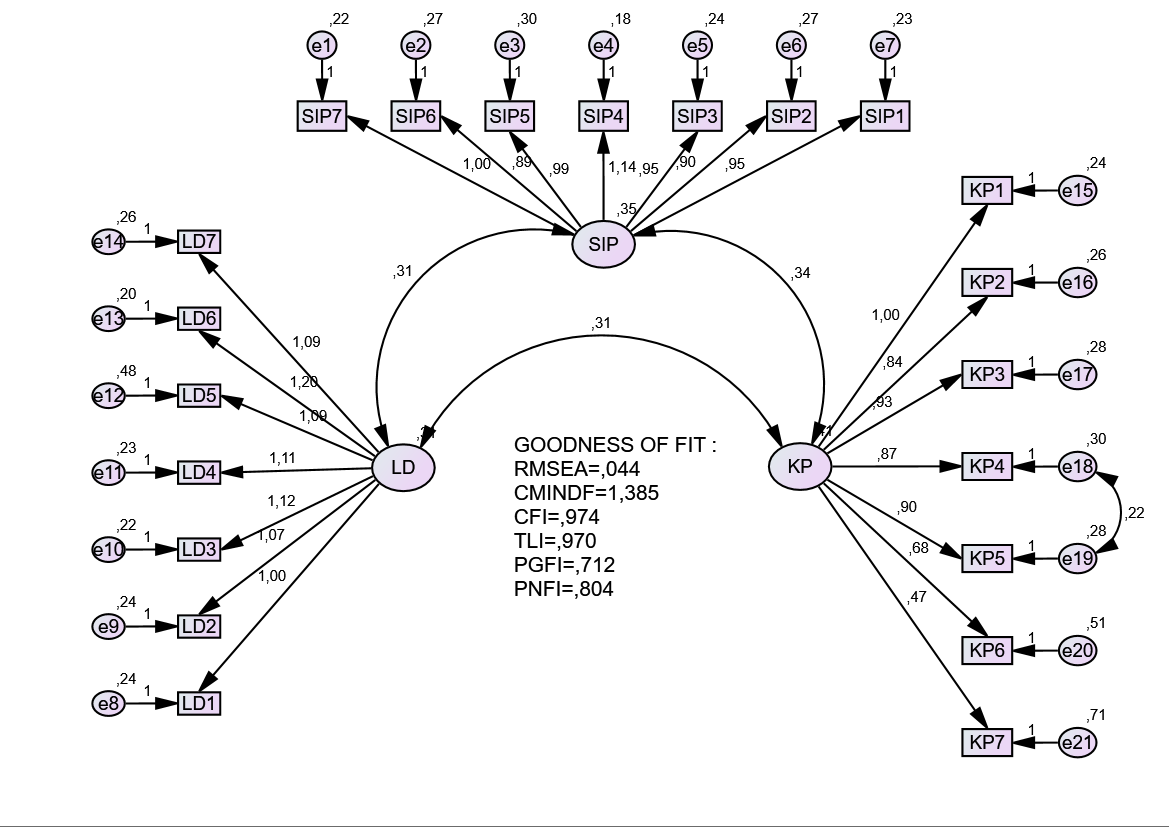 ,22 ,27 ,30 ,18 ,24 ,27 ,23
e1 e2 e3 e4 e5 e6 e7
1 1 1 1 1 1 1
SIP7 SIP6 SIP5 SIP4 SIP3 SIP2 SIP1
1,00 ,89 ,99 1,14 ,95 ,90 ,95
,35
SIP
,26
e14 1 LD7
,20
e13 1 LD6
,48
e12 1 LD5
,23
e11 1 LD4
,22
e10 1 LD3
,24
e9 1 LD2
,24
e8 1 LD1
1,09
1,20
1,09
1,11
1,12
1,07
1,00
LD
,31
,34
,31
GOODNESS OF FIT :
RMSEA=,044
CMINDF=1,385
CFI=,974
TLI=,970
PGFI=,712
PNFI=,804
KP
1,00
,84
,93
,87
,90
,68
,47
,24
KP1 1 e15
,26
KP2 1 e16
,28
KP3 1 e17
,30
KP4 1 e18
,22
,28
KP5 1 e19
,51
KP6 1 e20
,71
KP7 1 e21